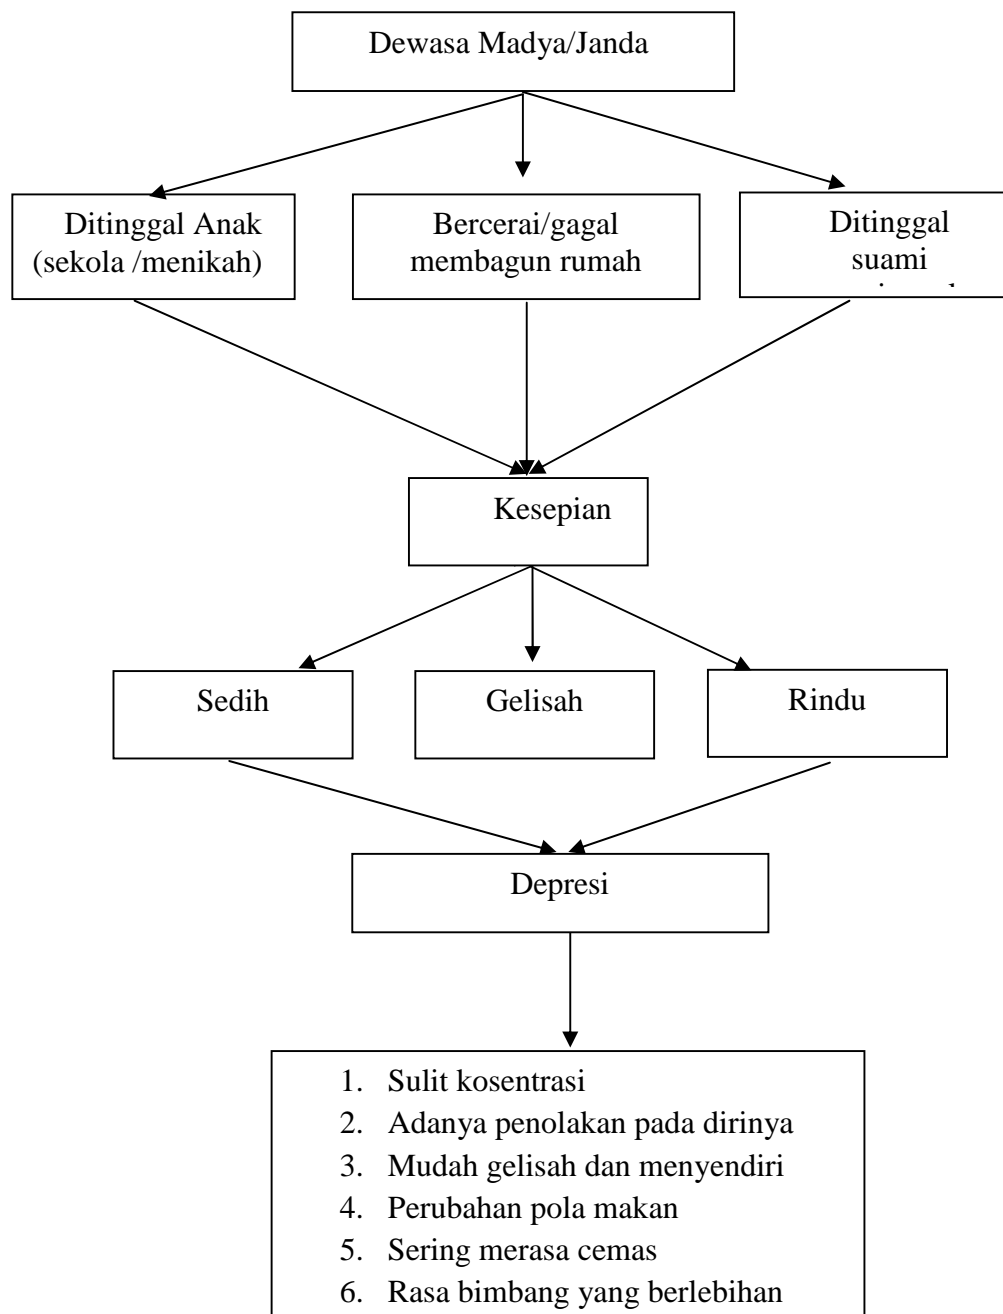 Dewasa Madya/Janda
Ditinggal Anak
(sekola /menikah)
Bercerai/gagal
membagun rumah
Ditinggal
suami
Kesepian
Sedih
Gelisah
Rindu
Depresi
1. Sulit kosentrasi
2. Adanya penolakan pada dirinya
3. Mudah gelisah dan menyendiri
4. Perubahan pola makan
5. Sering merasa cemas
6. Rasa bimbang yang berlebihan